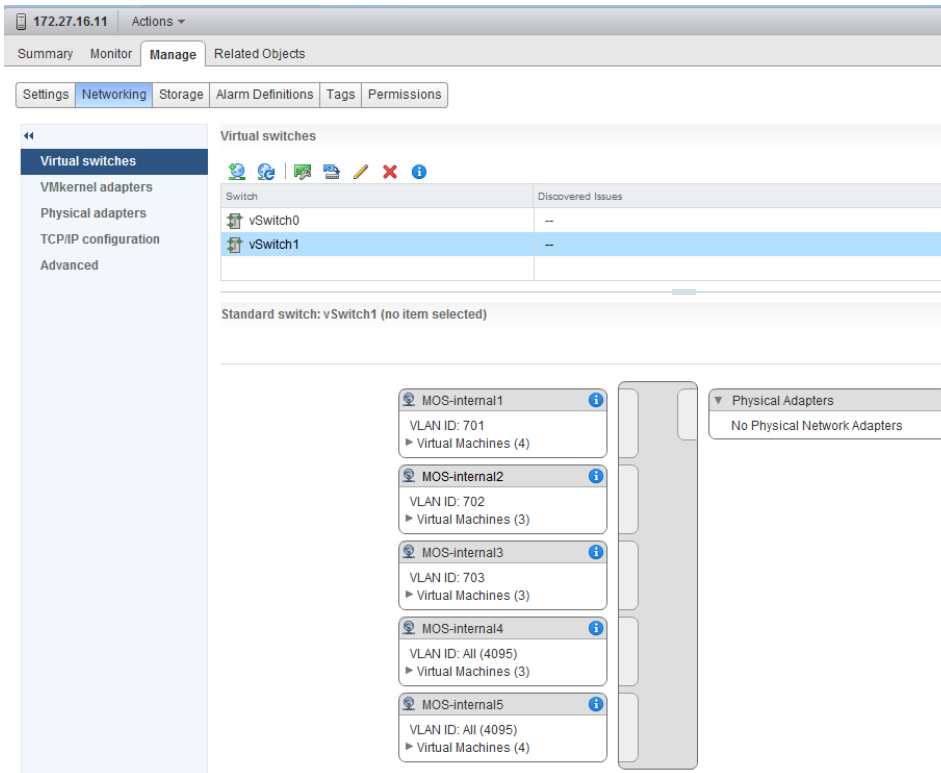 172.27.16.11 Actions
Summary Monitor Manage Related Objects
Settings Networking Storage Alarm Definitions Tags Permissions
Virtual switches
VMkernel adapters
Physical adapters
TCP/IP configuration
Advanced
Virtual switches
Switch Discovered Issues
vSwitch0 --
vSwitch1 --
Standard switch: vSwitch1 (no item selected)
MOS-internal1
VLAN ID: 701
Virtual Machines (4)
MOS-internal2
VLAN ID: 702
Virtual Machines (3)
MOS-internal3
VLAN ID: 703
Virtual Machines (3)
MOS-internal4
VLAN ID: All (4095)
Virtual Machines (3)
MOS-internal5
VLAN ID: All (4095)
Virtual Machines (4)
Physical Adapters
No Physical Network Adapters